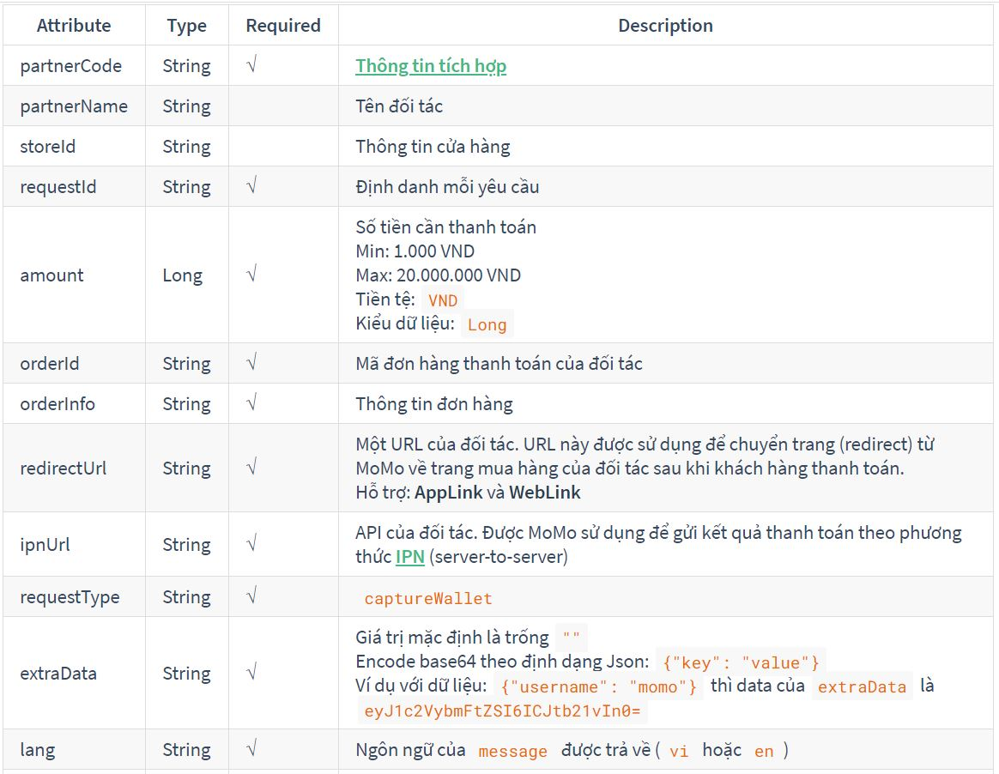 Attribute Type Required Description
partnerCode String √ Thông tin tích hợp
partnerName String Tên đối tác
storeId String Thông tin cửa hàng
requestId String √ Định danh mỗi yêu cầu
amount Long √ Số tiền cần thanh toán
Min: 1.000 VND
Max: 20.000.000 VND
Tiền tệ: VND
Kiểu dữ liệu: Long
orderId String √ Mã đơn hàng thanh toán của đối tác
orderInfo String √ Thông tin đơn hàng
redirectUrl String √ Một URL của đối tác. URL này được sử dụng để chuyển trang (redirect) từ
MoMo về trang mua hàng của đối tác sau khi khách hàng thanh toán.
Hỗ trợ: AppLink và WebLink
ipnUrl String √ API của đối tác. Được MoMo sử dụng để gửi kết quả thanh toán theo phương
thức IPN (server-to-server)
requestType String √ captureWallet
extraData String √ Giá trị mặc định là trống ""
Encode base64 theo định dạng Json: {"key": "value"}
Ví dụ với dữ liệu: {"username": "momo"} thì data của extraData là
eyJ1c2VybmFtZSI6ICJtb21vIn0=
lang String √ Ngôn ngữ của message được trả về ( vi hoặc en )